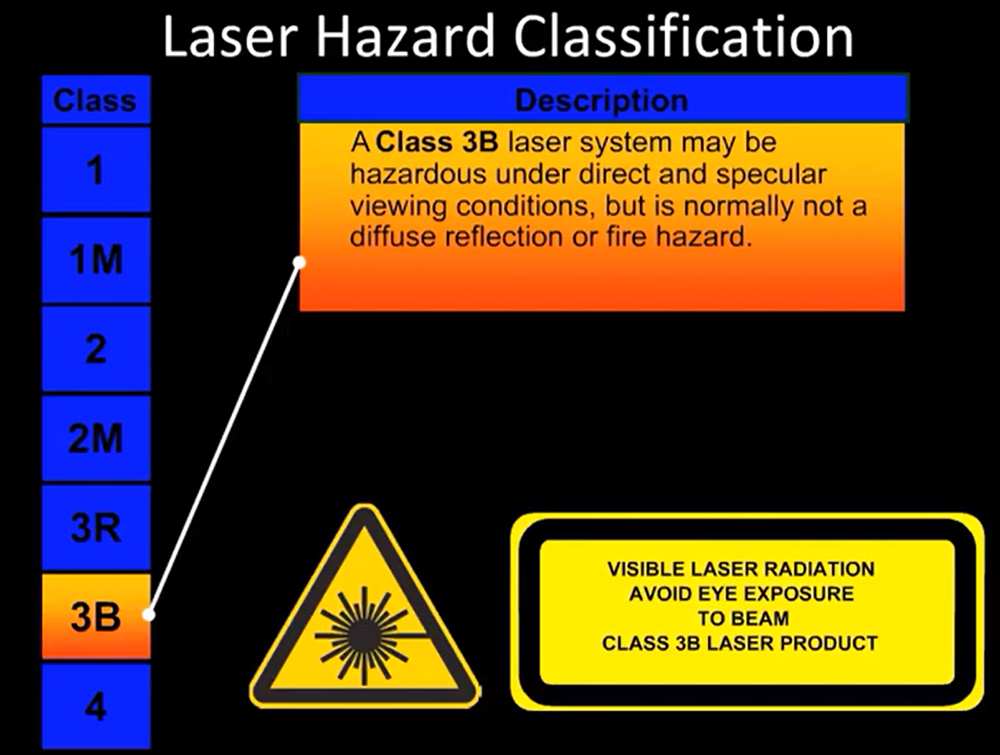 Laser Hazard Classification
Class
1
1M
2
2M
3R
3B
4
Description
A Class 3B laser system may be
hazardous under direct and specular
viewing conditions, but is normally not a
diffuse reflection or fire hazard.
VISIBLE LASER RADIATION
AVOID EYE EXPOSURE
TO BEAM
CLASS 3B LASER PRODUCT